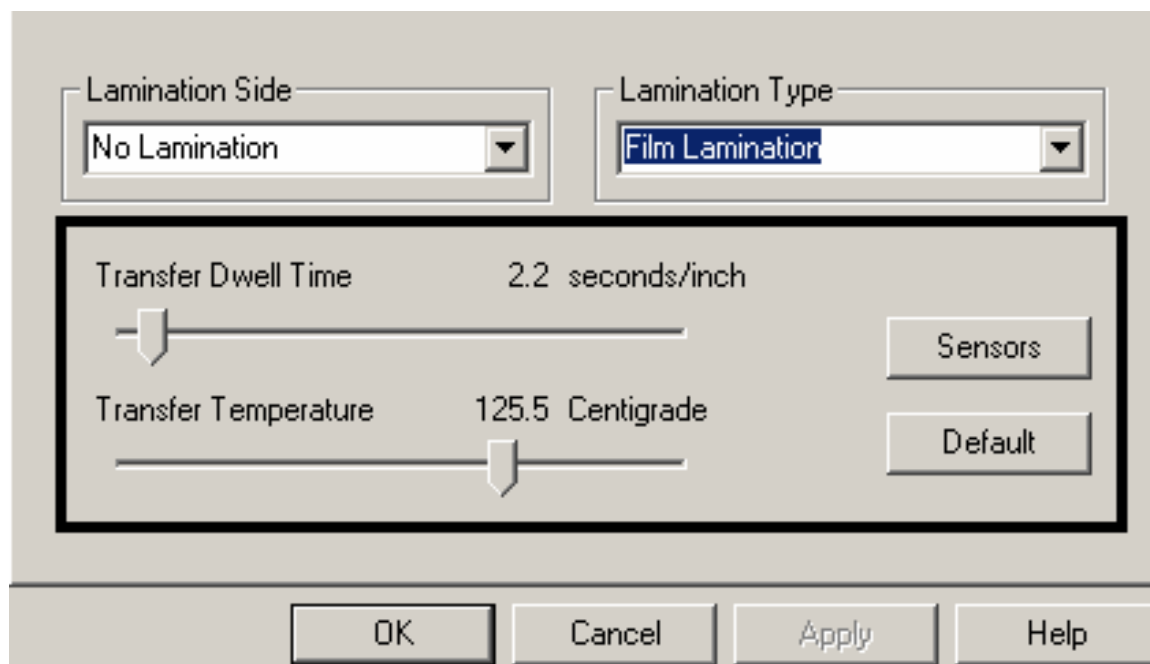 Lamination Side
Lamination Type
No Lamination
Film Lamination
Transfer Dwell Time 2.2 seconds/inch
Sensors
Transfer Temperature 125.5 Centigrade
Default
OK Cancel Apply Help